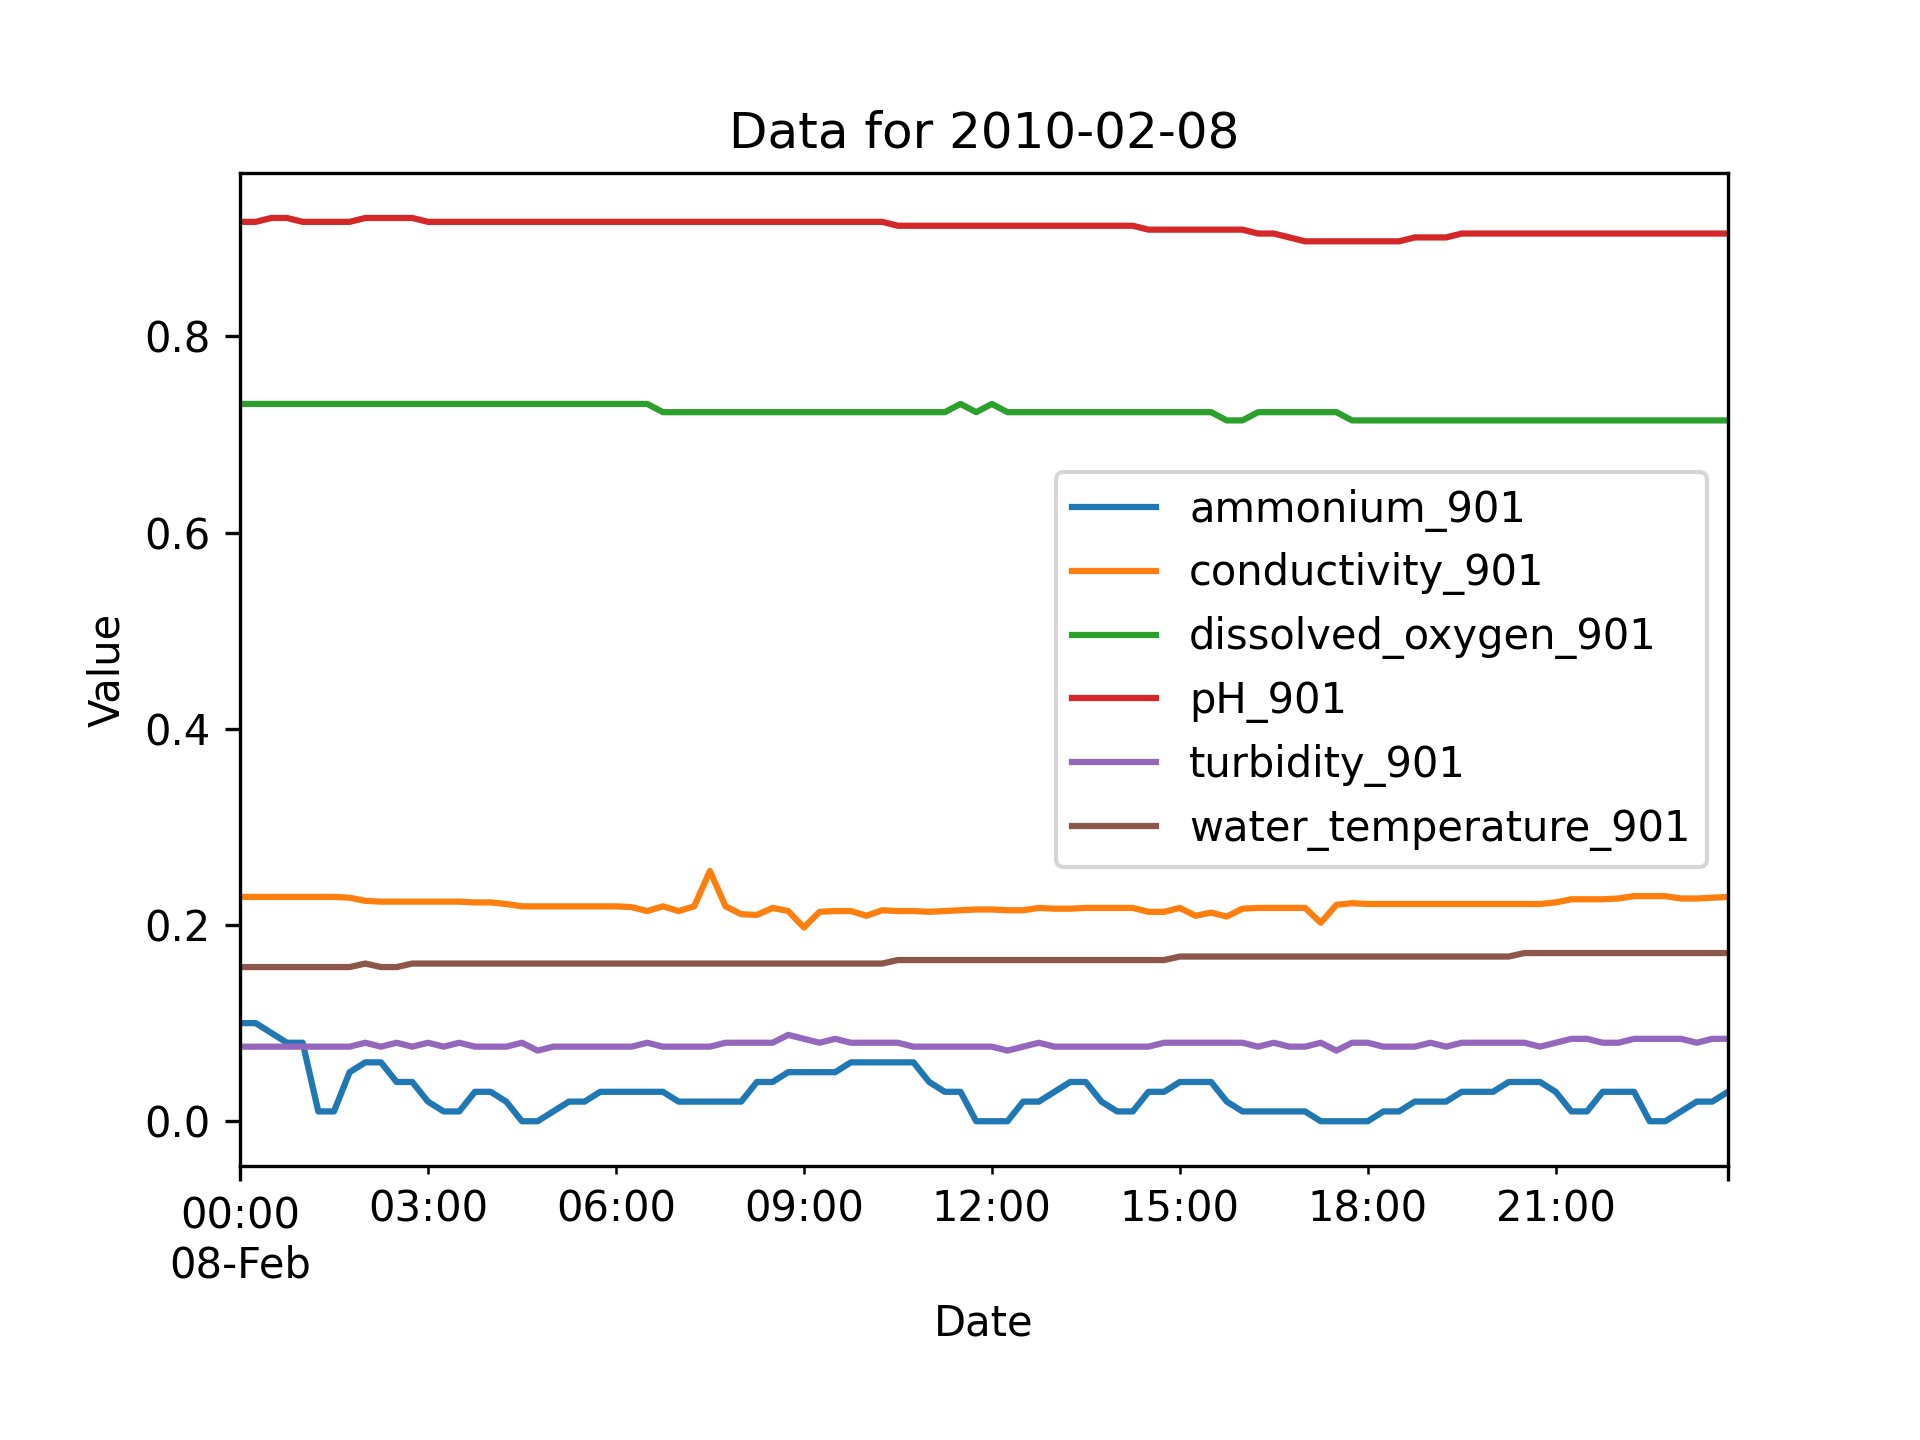 Data for 2010-02-08
Value
0.8
0.6
0.4
0.2
0.0
ammonium_901
conductivity_901
dissolved_oxygen_901
pH_901
turbidity_901
water_temperature_901
00:00 03:00 06:00 09:00 12:00 15:00 18:00 21:00
08-Feb
Date